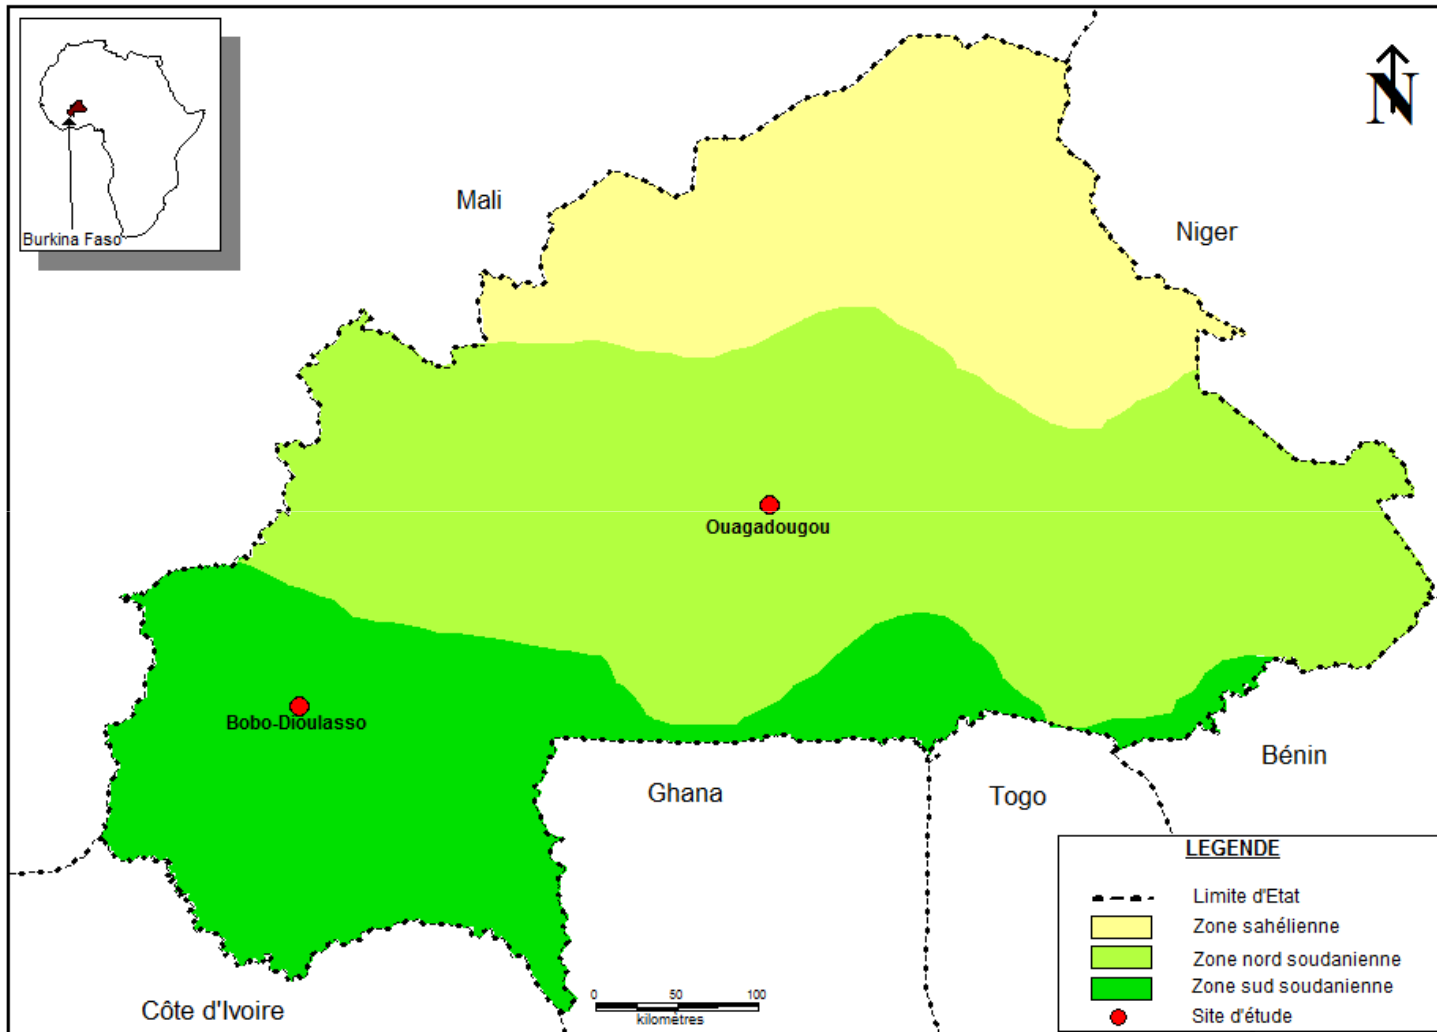 N
Mali
Niger
Burkina Faso
Ouagadougou
Bobo-Dioulasso
Bénin
Ghana
Togo
LEGENDE
Limite d'Etat
Zone sahélienne
Zone nord soudanienne
Zone sud soudanienne
Site d'étude
Côte d'Ivoire
0 50 100
kilomètres